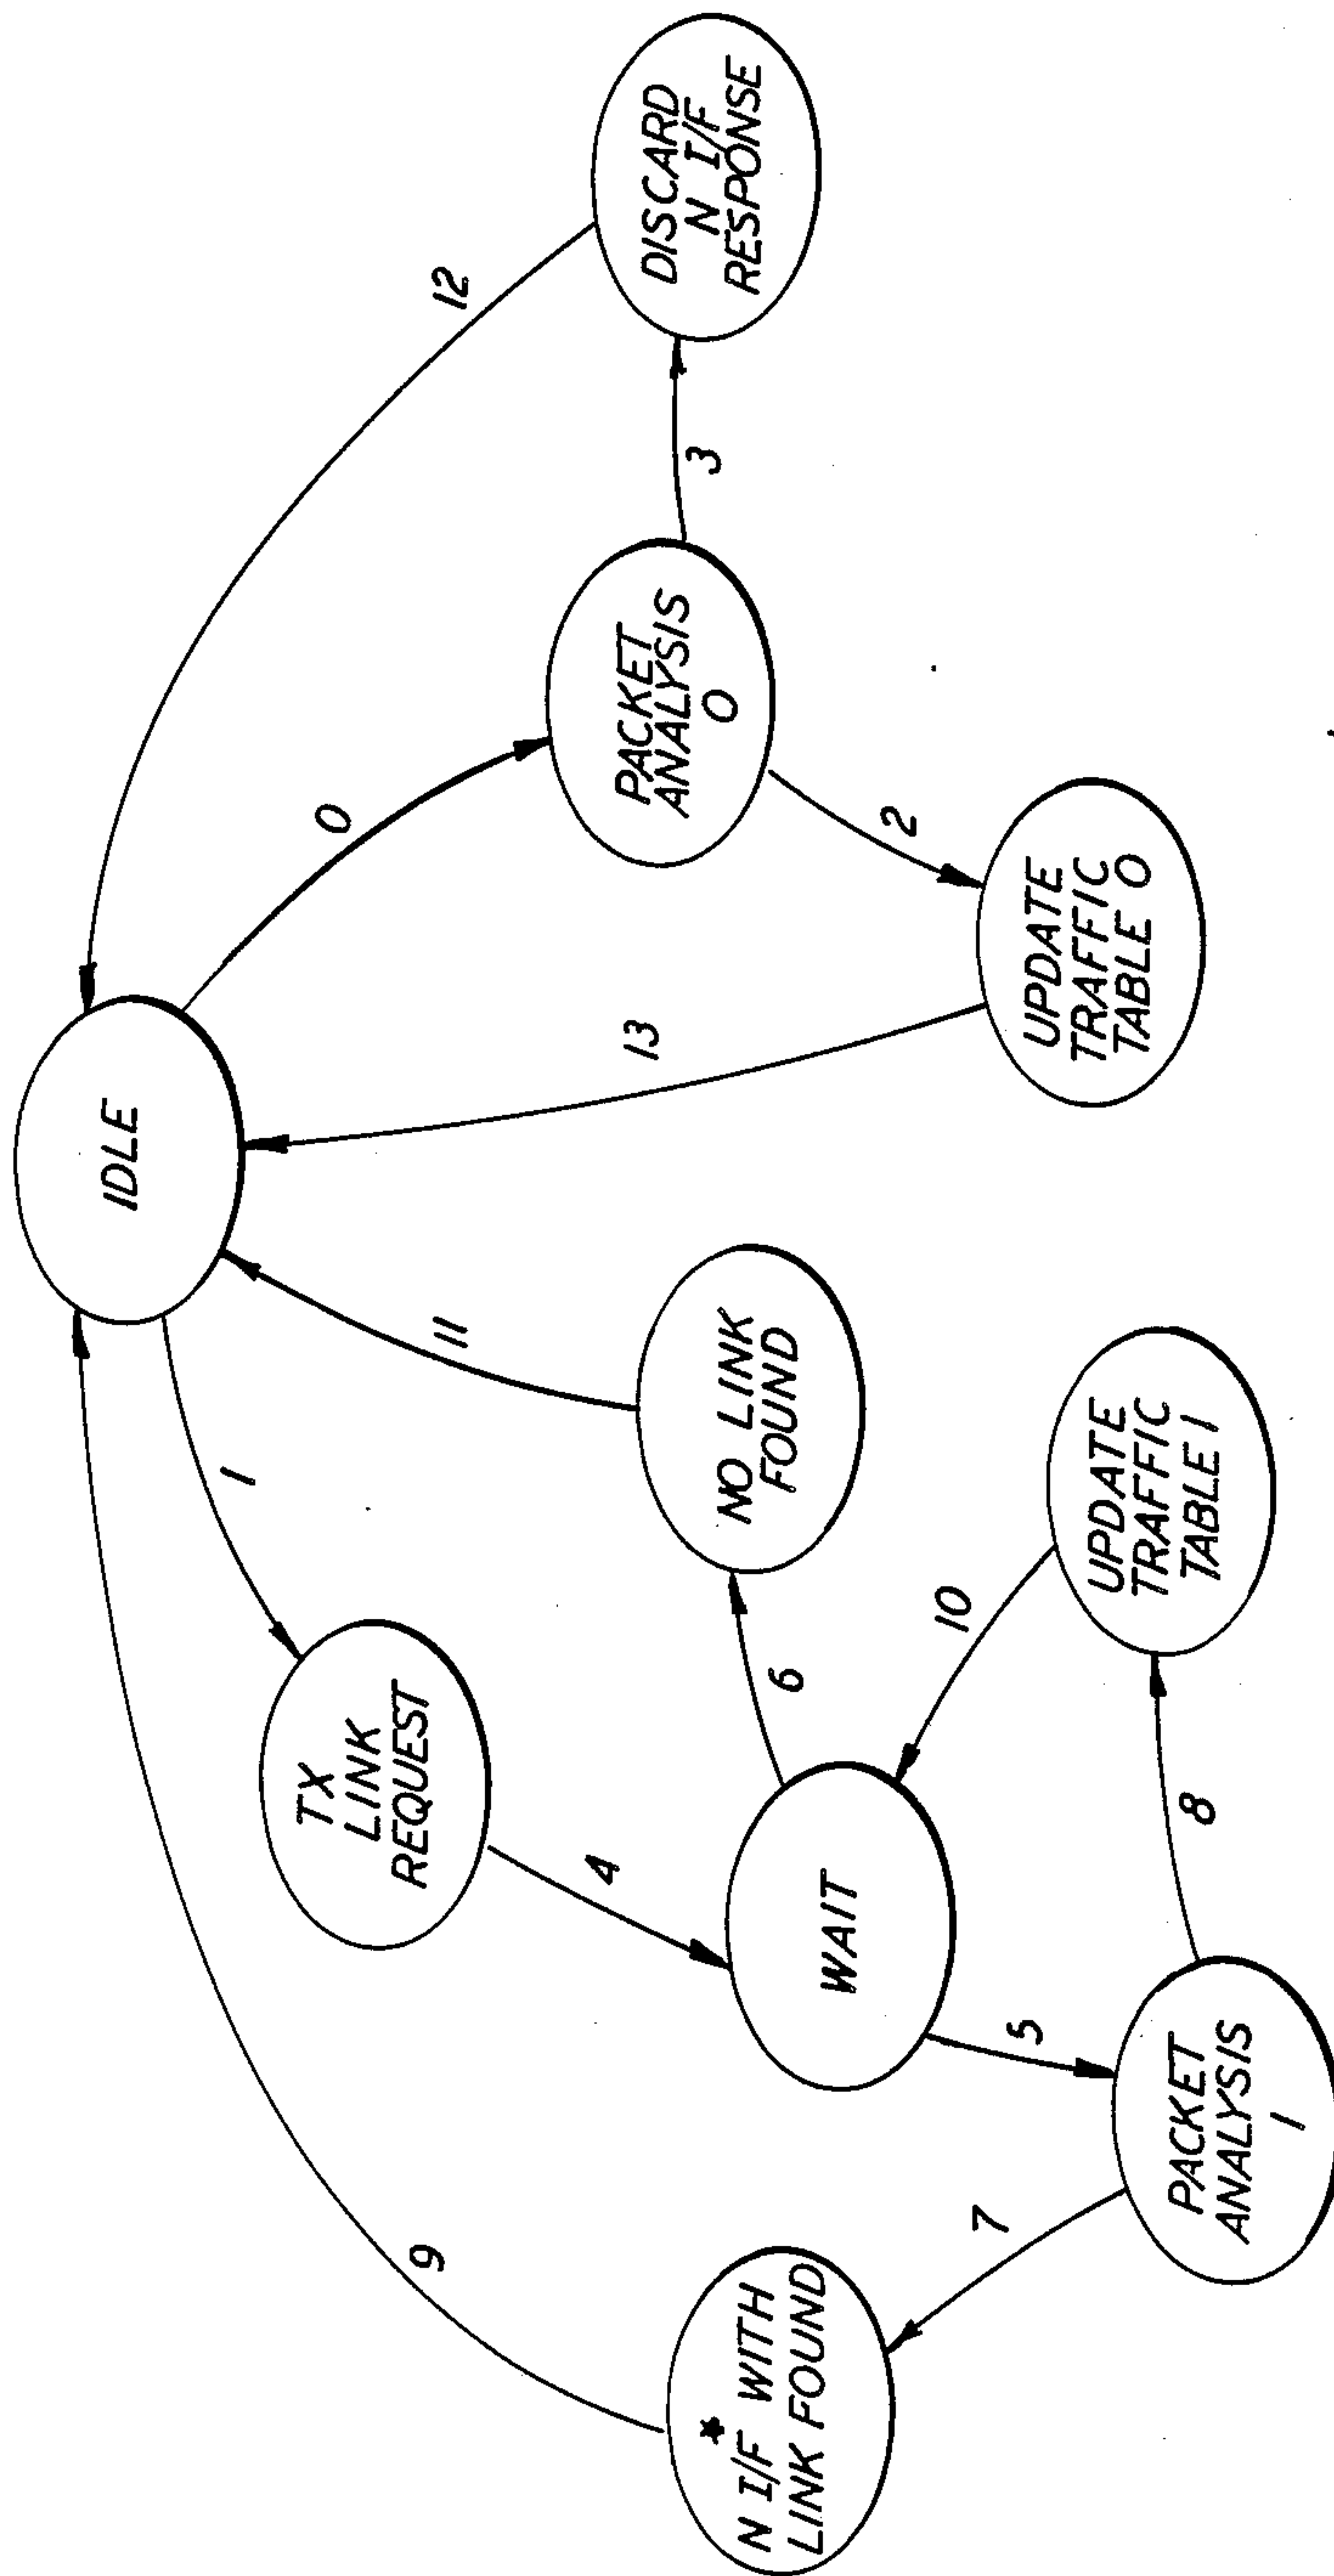 IDLE
9
1
11
13
0
12
TX
LINK
REQUEST
4
N I/F* WITH
LINK FOUND
WAIT
6
NO LINK
FOUND
PACKET
ANALYSIS
0
3
DISCARD
N I/F
RESPONSE
7
5
10
2
PACKET
ANALYSIS
1
8
UPDATE
TRAFFIC
TABLE 1
UPDATE
TRAFFIC
TABLE 0